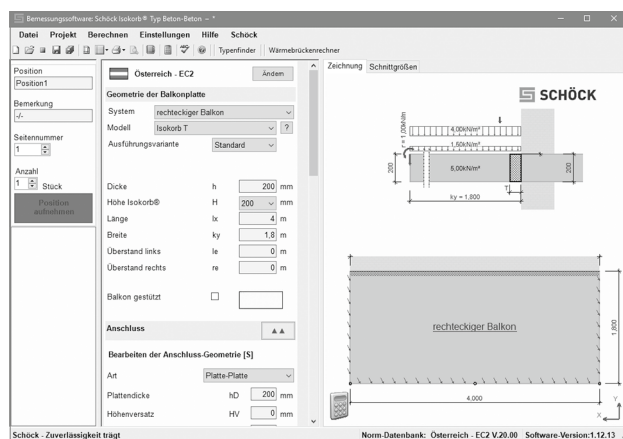 Bemessungssoftware: Schöck Isokorb® Typ Beton-Beton – *
Datei Projekt Berechnen Einstellungen Hilfe Schöck
Typenfinder Wärmebrückenrechner
Position
Position1
Bemerkung
-/-
Seitennummer
1
Anzahl
1 Stück
Position aufnehmen
Österreich - EC2 Ändern
Geometrie der Balkonplatte
System rechteckiger Balkon
Modell Isokorb T ?
Ausführungsvariante Standard
Dicke h 200 mm
Höhe Isokorb® H 200 mm
Länge lx 4 m
Breite ky 1,8 m
Überstand links le 0 m
Überstand rechts re 0 m
Balkon gestützt
Anschluss
Bearbeiten der Anschluss-Geometrie [S]
Art Platte-Platte
Plattendicke hD 200 mm
Höhenversatz HV 0 mm
Zeichnung Schnittgrößen
SCHÖCK
r = 1,00kN/m
4,00kN/m²
1,50kN/m²
5,00kN/m²
200
200
T
ky = 1,800
rechteckiger Balkon
1,800
4,000
Y
X
Schöck - Zuverlässigkeit trägt
Norm-Datenbank: Österreich - EC2 V.20.00 Software-Version:1.12.13